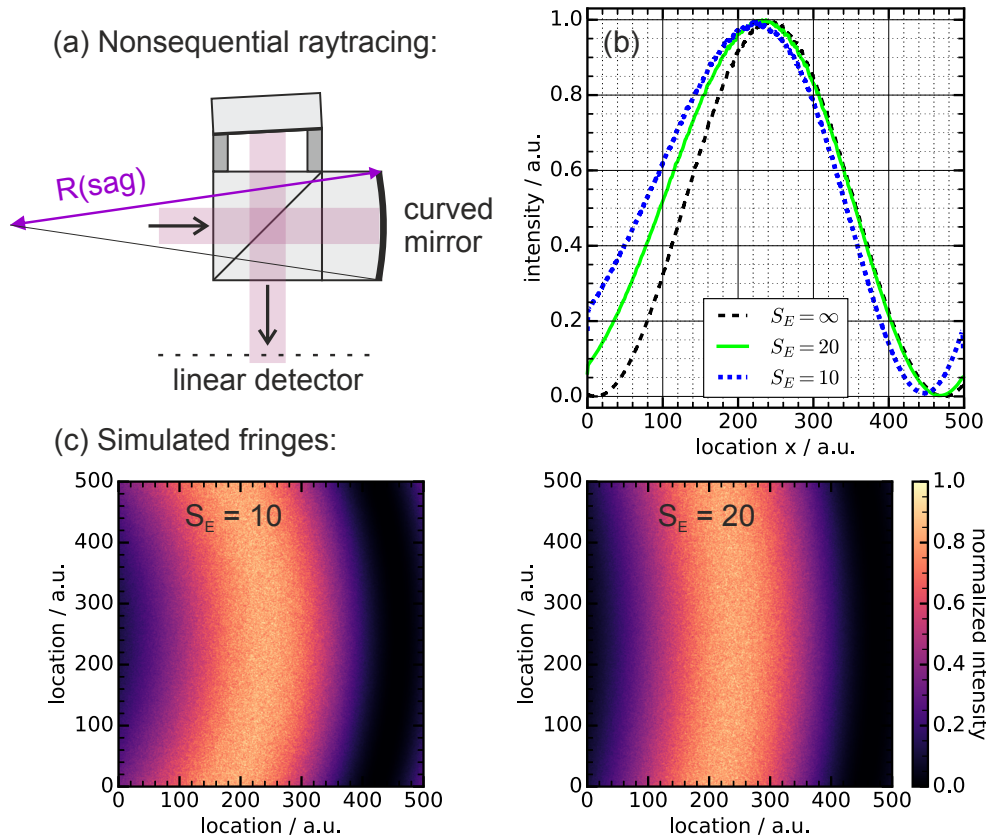 (a) Nonsequential raytracing:
R(sag)
curved
mirror
linear detector
(b)
intensity / a.u.
1.0
0.8
0.6
0.4
0.2
0.0
S_E = ∞
S_E = 20
S_E = 10
0 100 200 300 400 500
location x / a.u.
(c) Simulated fringes:
S_E = 10
location / a.u.
500
400
300
200
100
0
0 100 200 300 400 500
location / a.u.
S_E = 20
location / a.u.
500
400
300
200
100
0
0 100 200 300 400 500
location / a.u.
1.0
0.8
0.6
0.4
0.2
0.0
normalized intensity